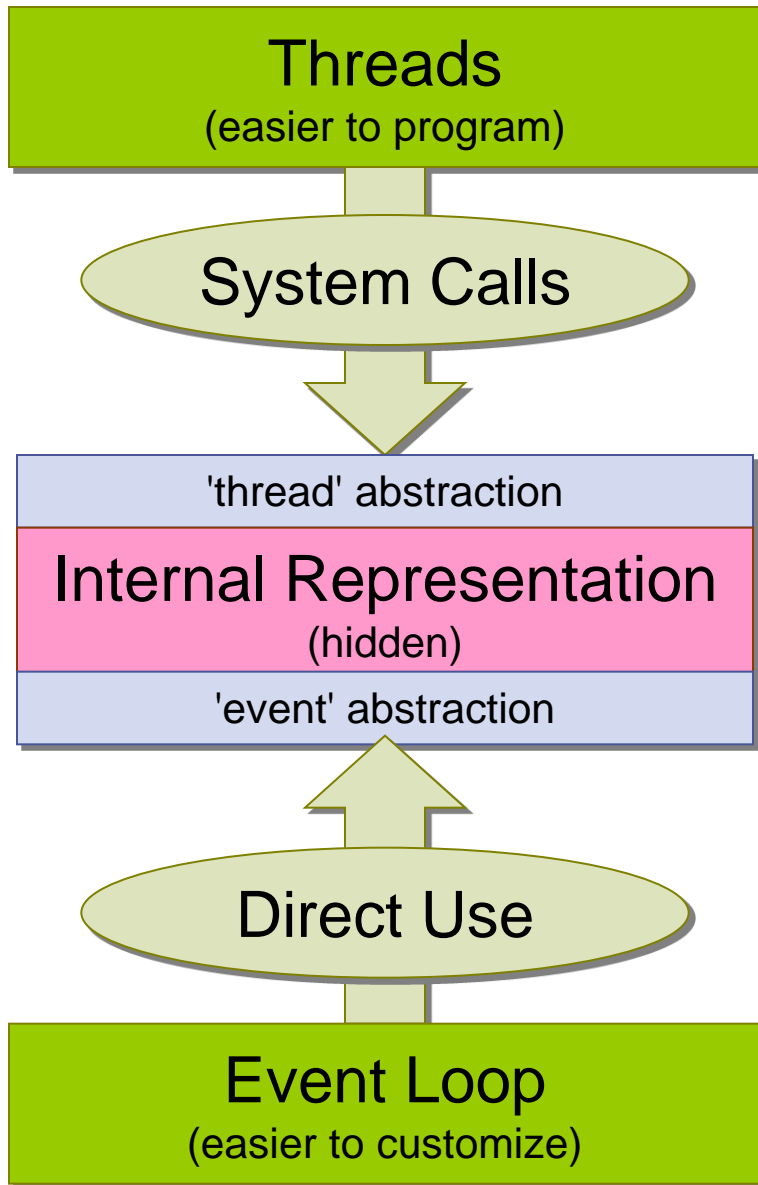 Threads
(easier to program)
System Calls
'thread' abstraction
Internal Representation
(hidden)
'event' abstraction
Direct Use
Event Loop
(easier to customize)